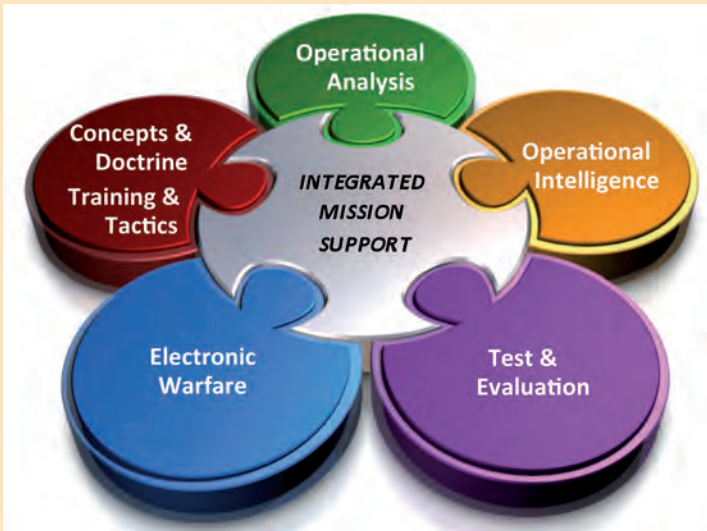 Operational
Analysis
Concepts &
Doctrine
Training &
Tactics
Operational
Intelligence
INTEGRATED
MISSION
SUPPORT
Electronic
Warfare
Test &
Evaluation